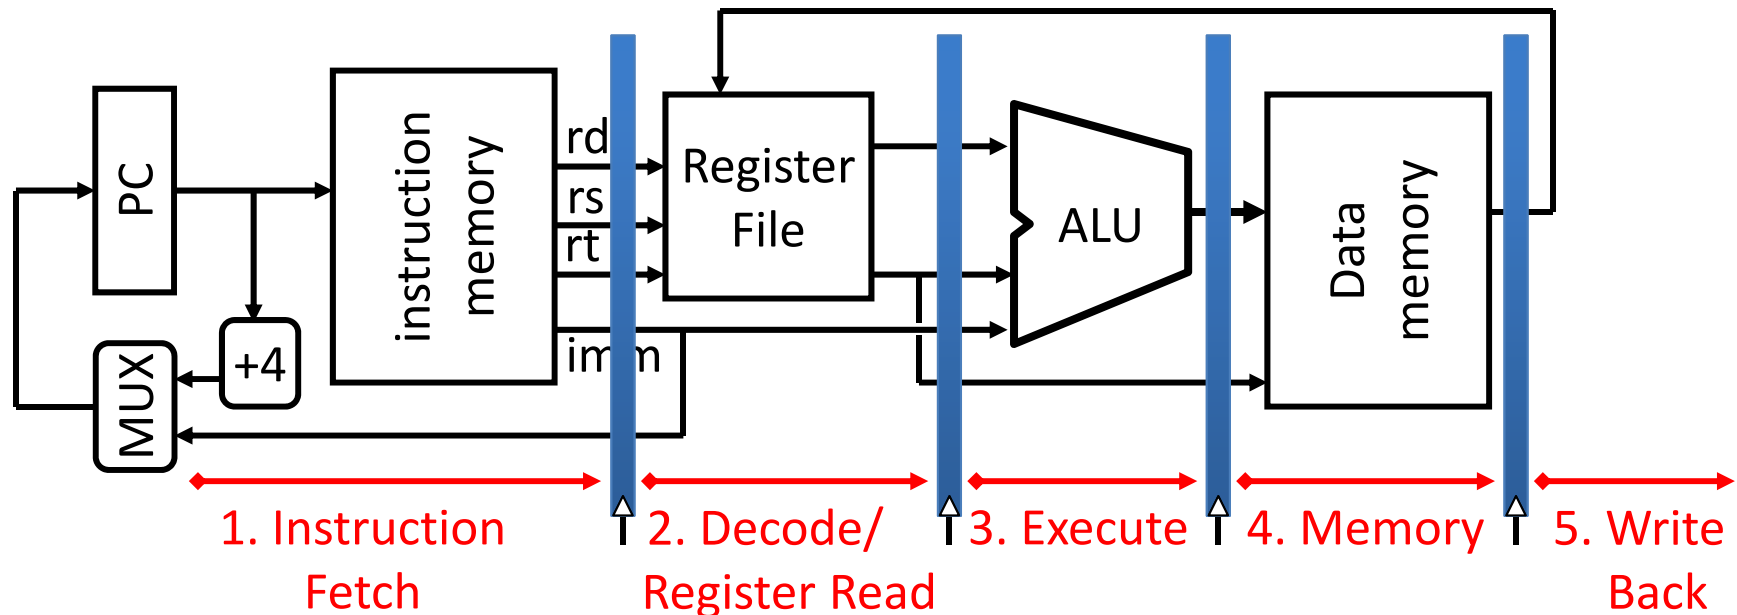 PC
instruction
memory
rd
rs
rt
imm
Register
File
ALU
Data
memory
+4
MUX
1. Instruction
Fetch
2. Decode/
Register Read
3. Execute
4. Memory
5. Write
Back